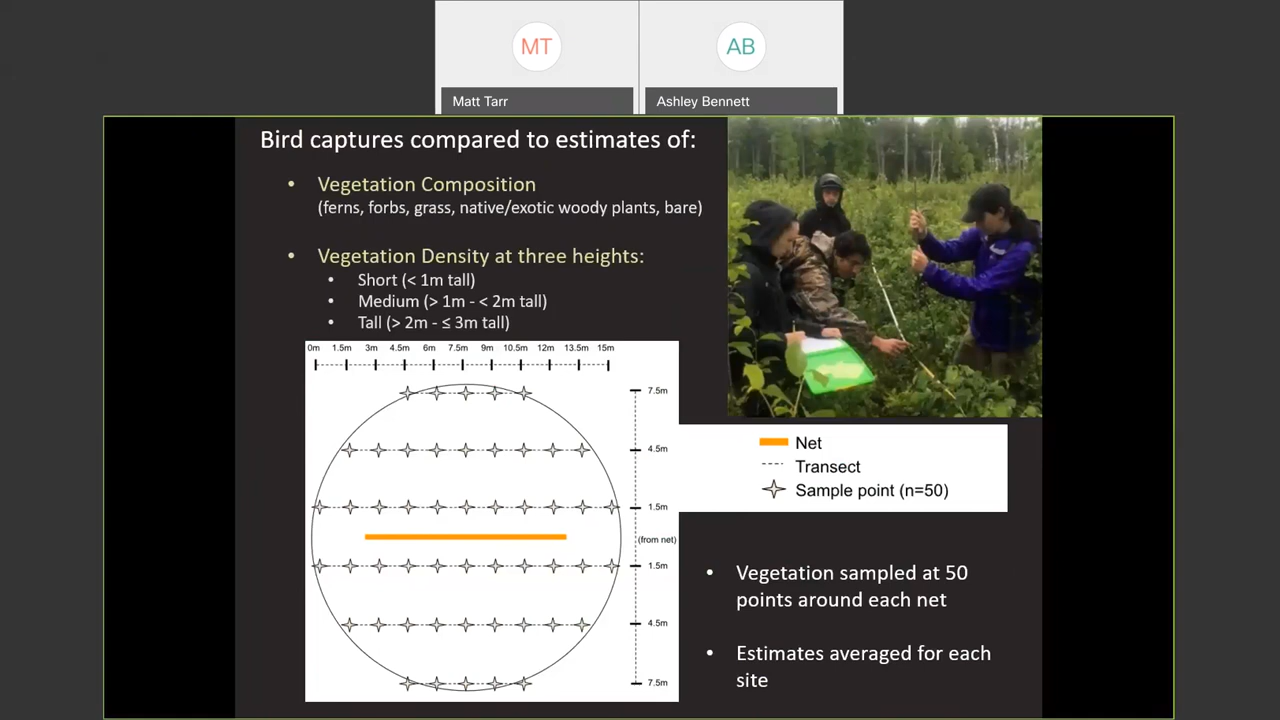 MT
AB
Matt Tarr
Ashley Bennett
Bird captures compared to estimates of:
• Vegetation Composition
(ferns, forbs, grass, native/exotic woody plants, bare)
• Vegetation Density at three heights:
• Short (< 1m tall)
• Medium (> 1m - < 2m tall)
• Tall (> 2m - ≤ 3m tall)
0m 1.5m 3m 4.5m 6m 7.5m 9m 10.5m 12m 13.5m 15m
7.5m
4.5m
1.5m
(from net)
1.5m
4.5m
7.5m
Net
Transect
Sample point (n=50)
• Vegetation sampled at 50
points around each net
• Estimates averaged for each
site